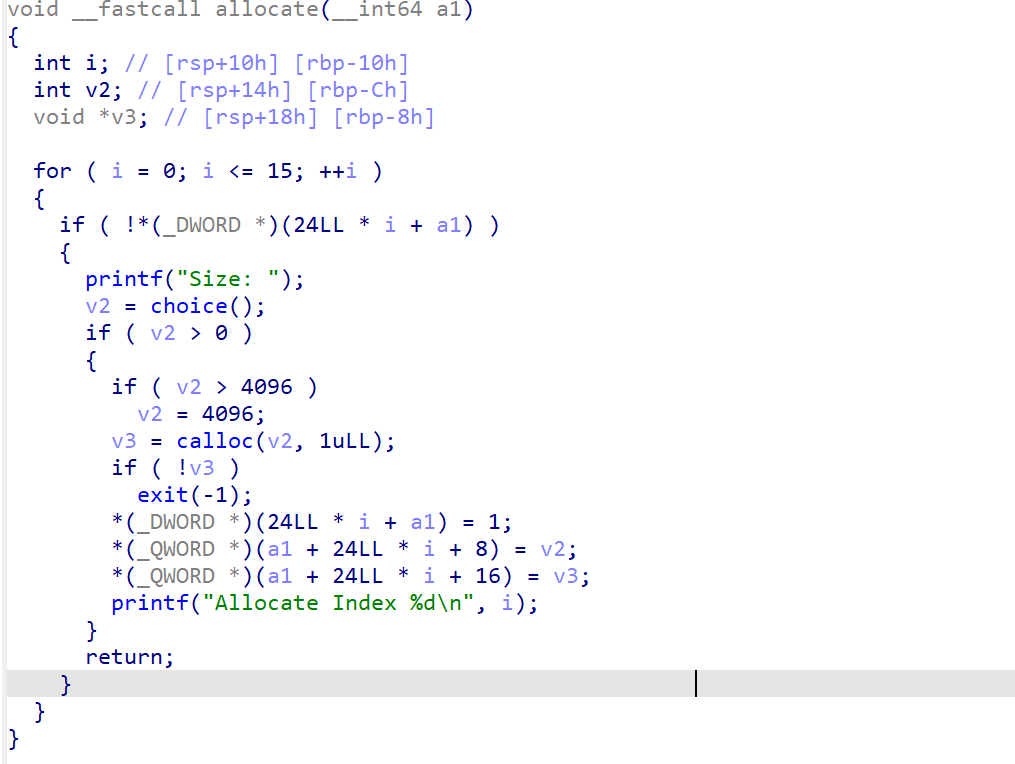 void __fastcall allocate(__int64 a1)
{
  int i; // [rsp+10h] [rbp-10h]
  int v2; // [rsp+14h] [rbp-Ch]
  void *v3; // [rsp+18h] [rbp-8h]

  for ( i = 0; i <= 15; ++i )
  {
    if ( !*(_DWORD *)(24LL * i + a1) )
    {
      printf("Size: ");
      v2 = choice();
      if ( v2 > 0 )
      {
        if ( v2 > 4096 )
          v2 = 4096;
        v3 = calloc(v2, 1uLL);
        if ( !v3 )
          exit(-1);
        *(_DWORD *)(24LL * i + a1) = 1;
        *(_QWORD *)(a1 + 24LL * i + 8) = v2;
        *(_QWORD *)(a1 + 24LL * i + 16) = v3;
        printf("Allocate Index %d\n", i);
      }
      return;
    }
  }
}